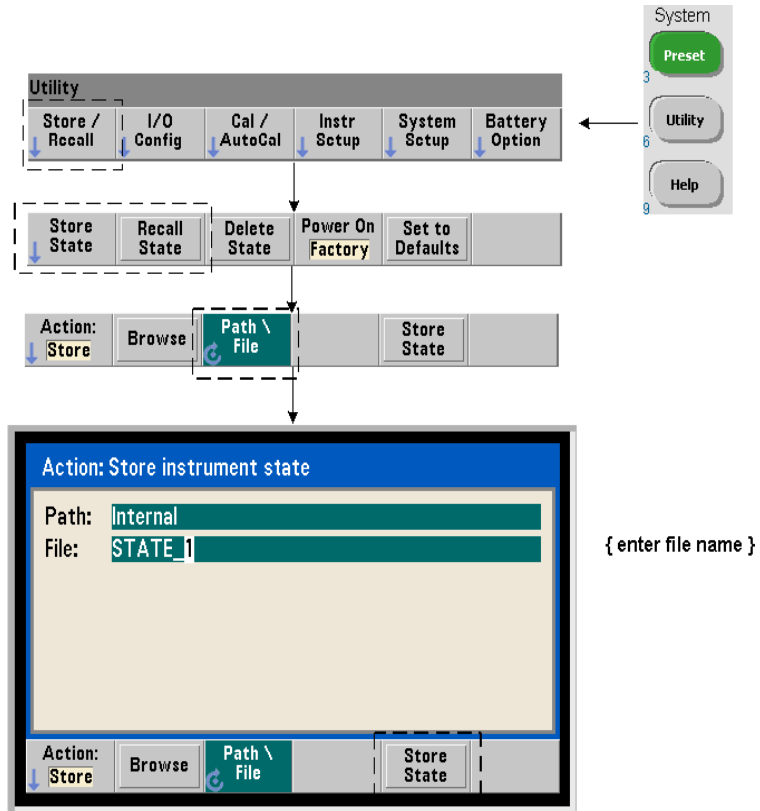 System
Preset
3
Utility
6
Help
9
Utility
Store / Recall I/O Config Cal / AutoCal Instr Setup System Setup Battery Option
Store State Recall State Delete State Power On Factory Set to Defaults
Action: Store Browse Path \ File Store State
Action: Store instrument state
Path: Internal
File: STATE_1
{ enter file name }
Action: Store Browse Path \ File Store State